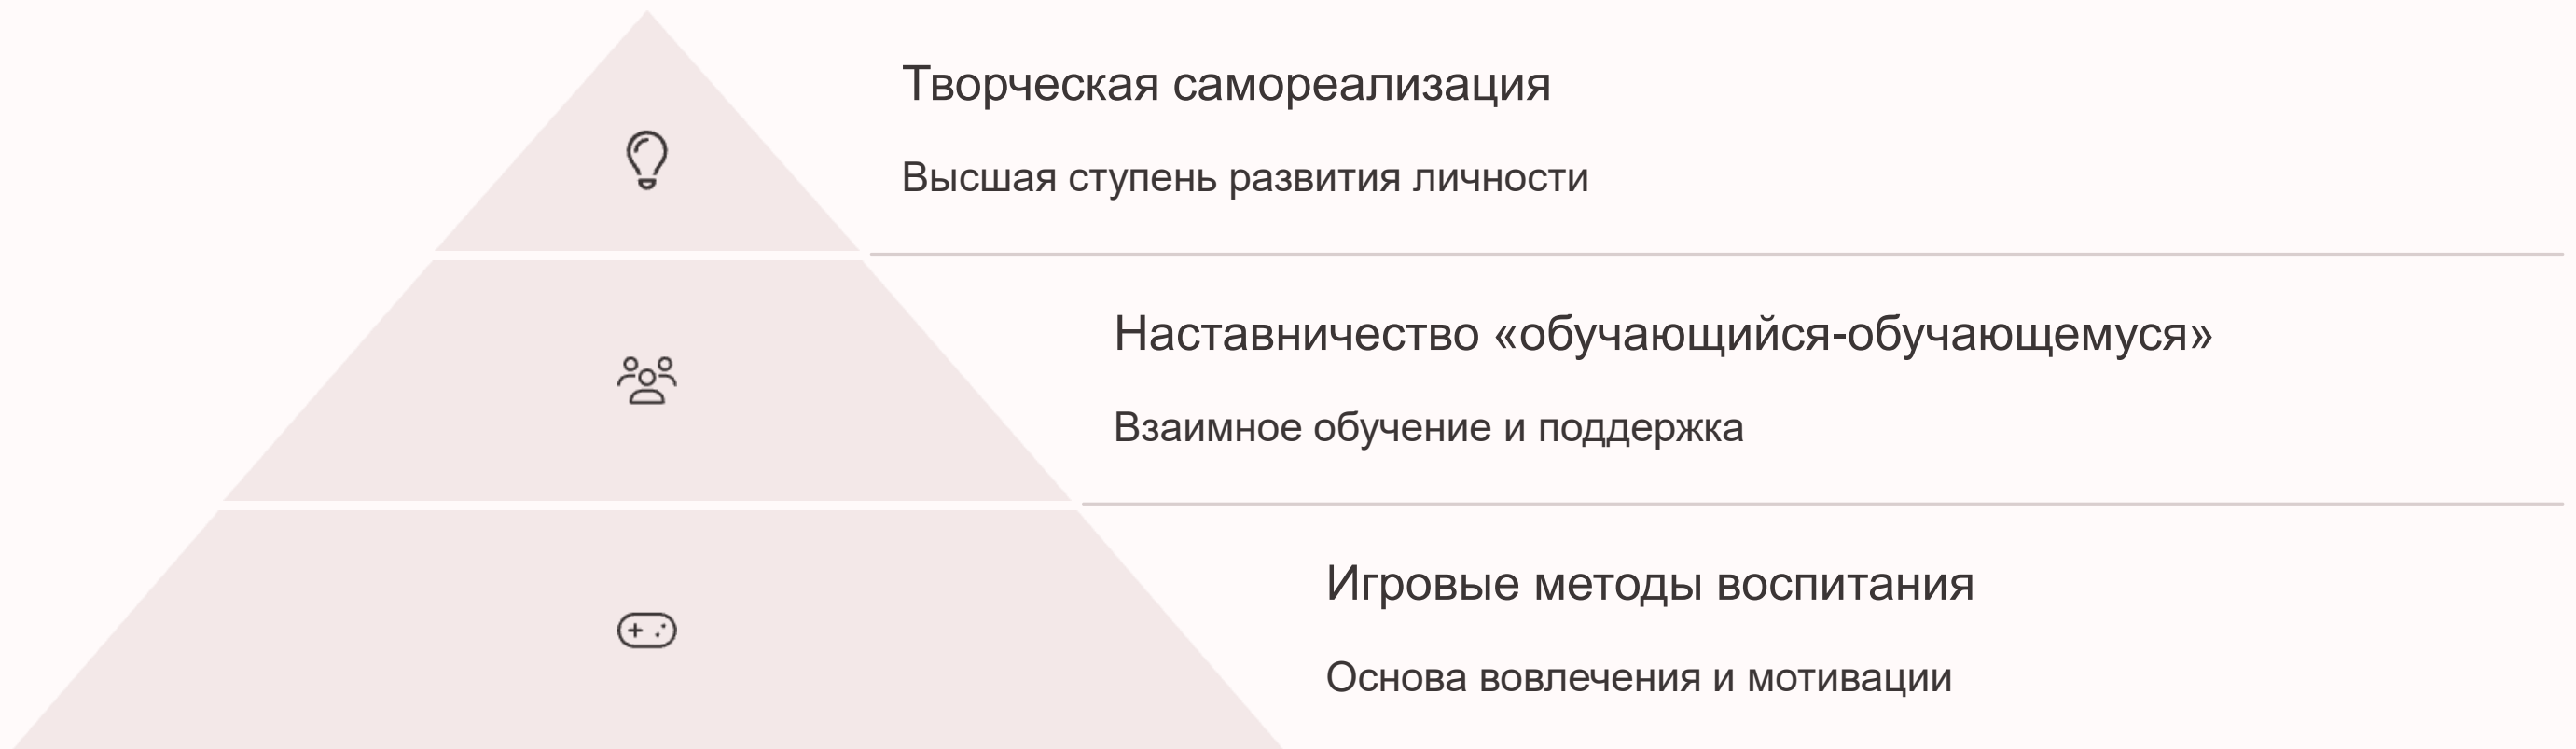 Творческая самореализация
Высшая ступень развития личности
Наставничество «обучающийся-обучающемуся»
Взаимное обучение и поддержка
Игровые методы воспитания
Основа вовлечения и мотивации